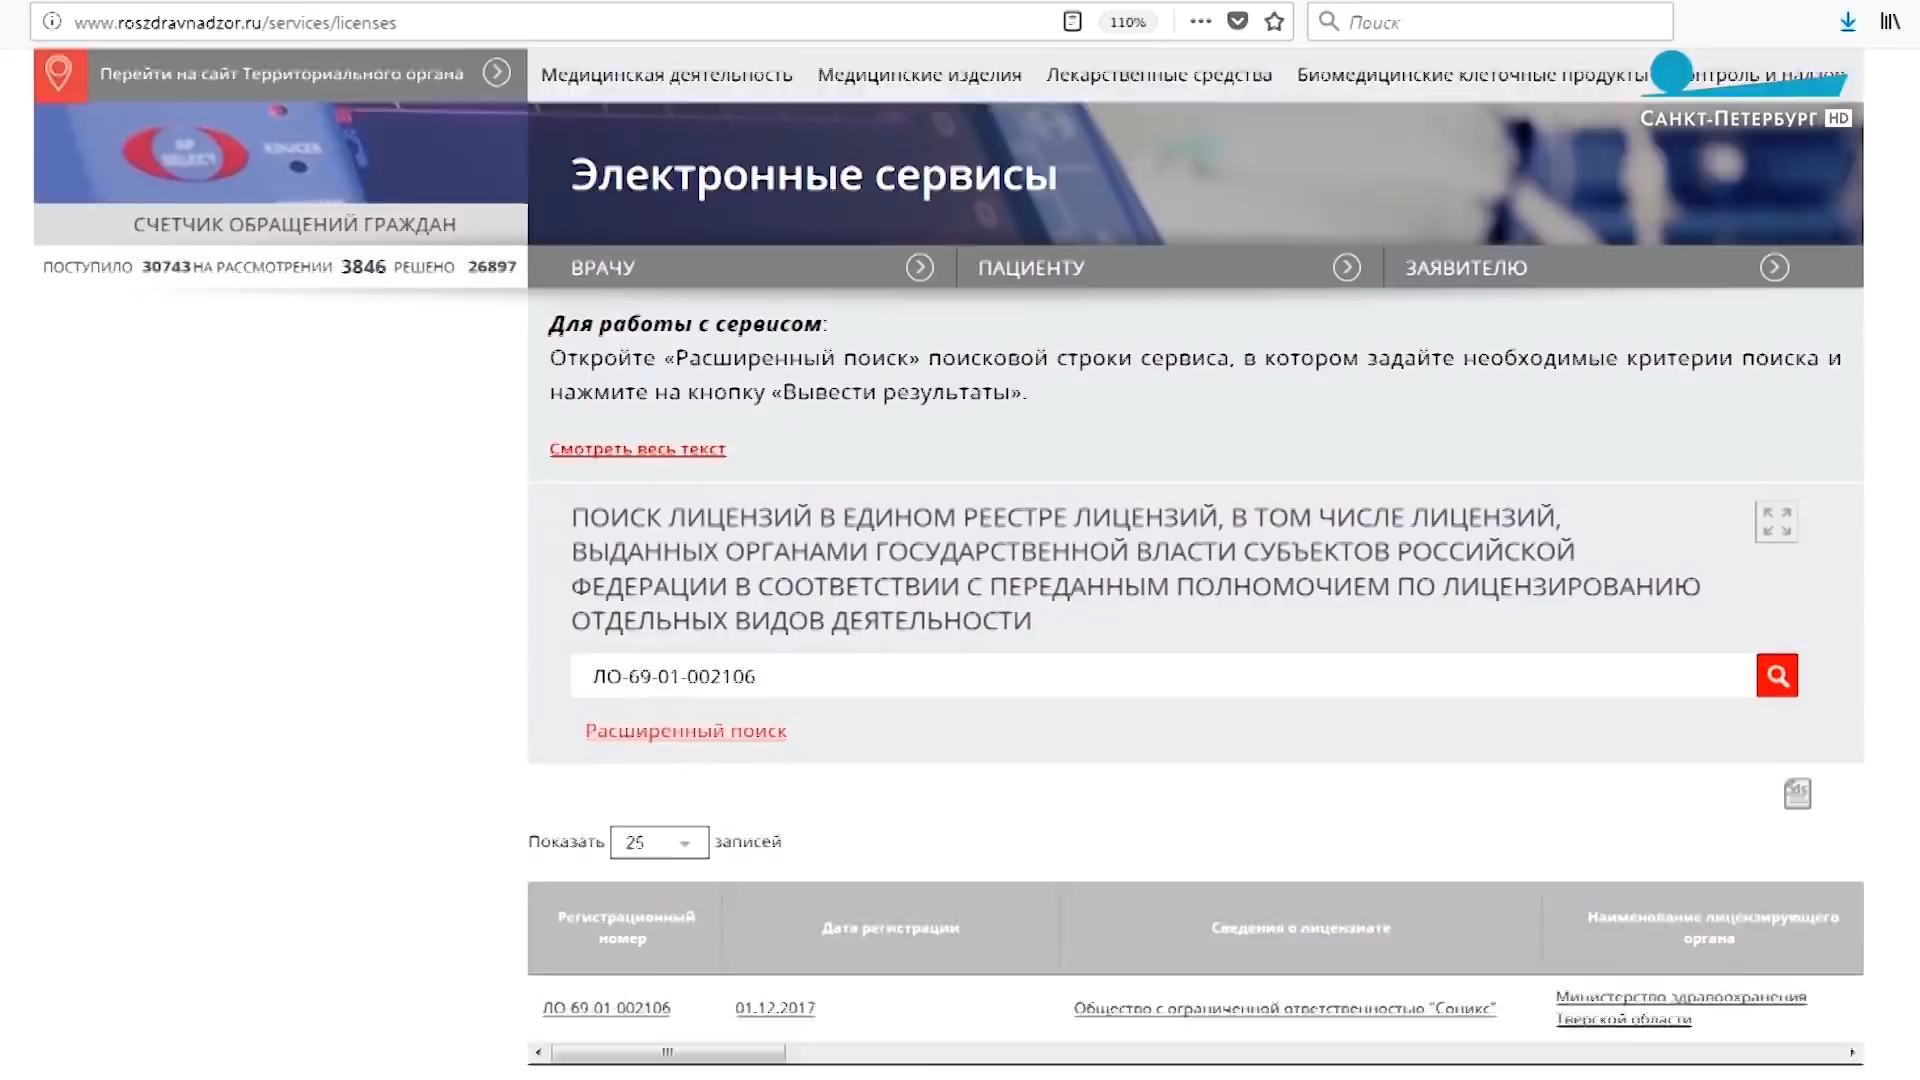 www.roszdravnadzor.ru/services/licenses
110%
Поиск
Перейти на сайт Территориального органа
Медицинская деятельность Медицинские изделия Лекарственные средства Биомедицинские клеточные продукты нтроль и надзор
САНКТ-ПЕТЕРБУРГ HD
SELECT
Электронные сервисы
СЧЕТЧИК ОБРАЩЕНИЙ ГРАЖДАН
ПОСТУПИЛО 30743 НА РАССМОТРЕНИИ 3846 РЕШЕНО 26897
ВРАЧУ
ПАЦИЕНТУ
ЗАЯВИТЕЛЮ
Для работы с сервисом:
Откройте «Расширенный поиск» поисковой строки сервиса, в котором задайте необходимые критерии поиска и
нажмите на кнопку «Вывести результаты».
Смотреть весь текст
ПОИСК ЛИЦЕНЗИЙ В ЕДИНОМ РЕЕСТРЕ ЛИЦЕНЗИЙ, В ТОМ ЧИСЛЕ ЛИЦЕНЗИЙ,
ВЫДАННЫХ ОРГАНАМИ ГОСУДАРСТВЕННОЙ ВЛАСТИ СУБЪЕКТОВ РОССИЙСКОЙ
ФЕДЕРАЦИИ В СООТВЕТСТВИИ С ПЕРЕДАННЫМ ПОЛНОМОЧИЕМ ПО ЛИЦЕНЗИРОВАНИЮ
ОТДЕЛЬНЫХ ВИДОВ ДЕЯТЕЛЬНОСТИ
ЛО-69-01-002106
Расширенный поиск
xls
Показать 25 записей
Регистрационный
номер
Дата регистрации
Сведения о лицензиате
Наименование лицензирующего
органа
ЛО-69-01-002106
01.12.2017
Общество с ограниченной ответственностью "Соникс"
Министерство здравоохранения
Тверской области